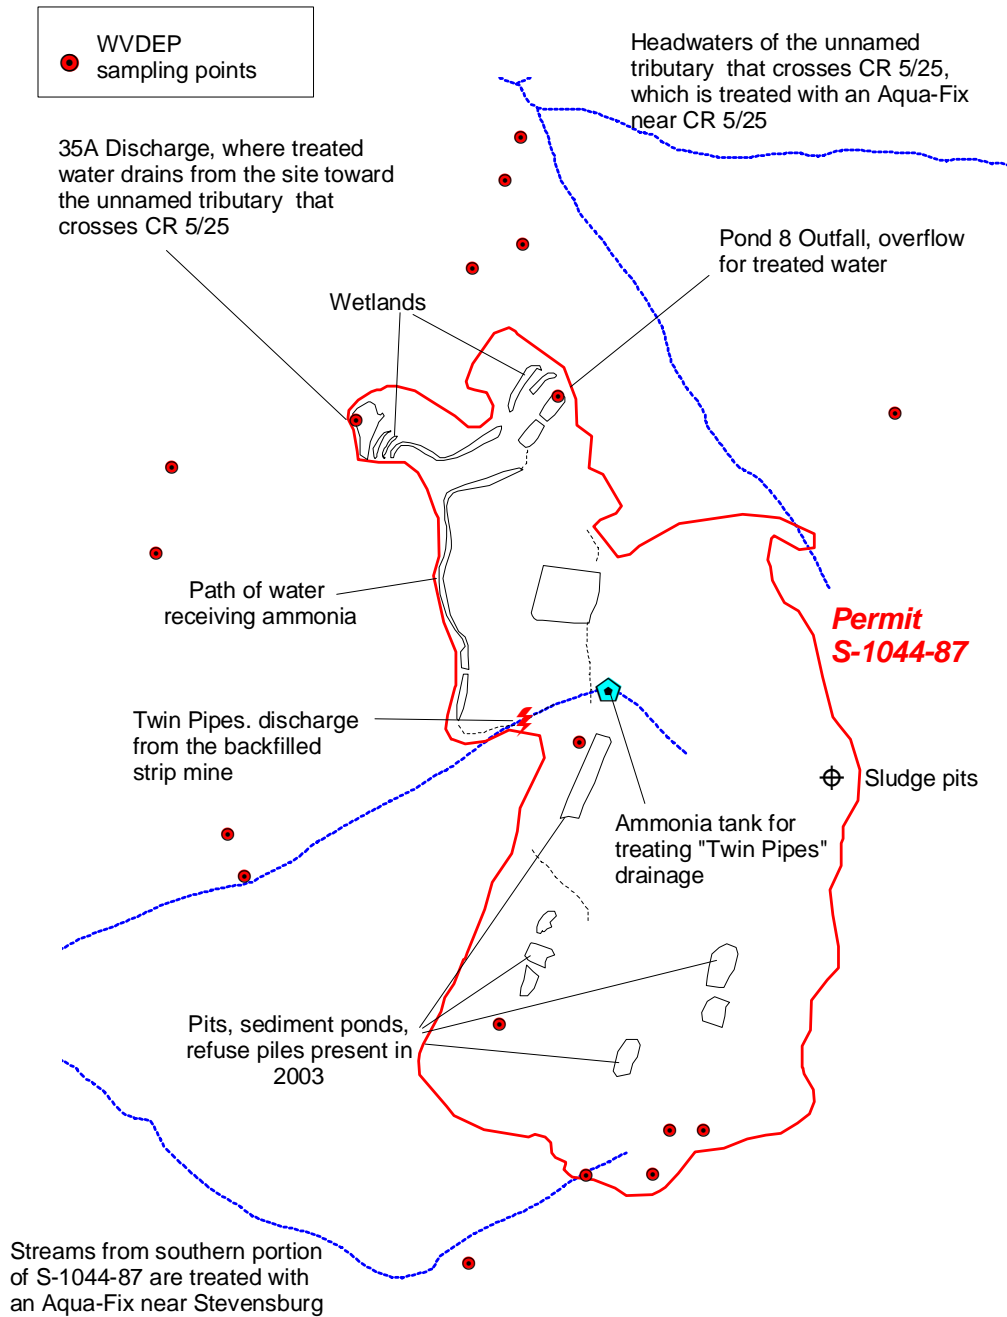 WVDEP
sampling points
Headwaters of the unnamed
tributary that crosses CR 5/25,
which is treated with an Aqua-Fix
near CR 5/25
35A Discharge, where treated
water drains from the site toward
the unnamed tributary that
crosses CR 5/25
Pond 8 Outfall, overflow
for treated water
Wetlands
Path of water
receiving ammonia
Permit
S-1044-87
Twin Pipes. discharge
from the backfilled
strip mine
Sludge pits
Ammonia tank for
treating "Twin Pipes"
drainage
Pits, sediment ponds,
refuse piles present in
2003
Streams from southern portion
of S-1044-87 are treated with
an Aqua-Fix near Stevensburg